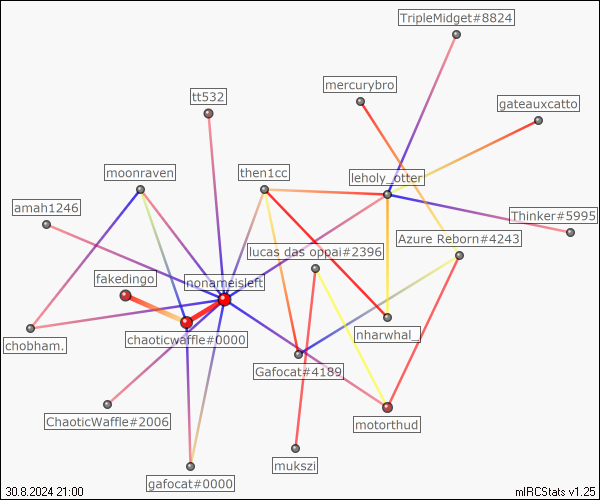 TripleMidget#8824
mercurybro
tt532
gateauxcatto
moonraven
then1cc
leholy_otter
amah1246
Thinker#5995
Azure Reborn#4243
lucas das oppai#2396
fakedingo
nonameisleft
chaoticwaffle#0000
nharwhal_
chobham.
Gafocat#4189
ChaoticWaffle#2006
motorthud
mukszi
gafocat#0000
30.8.2024 21:00
mIRCStats v1.25